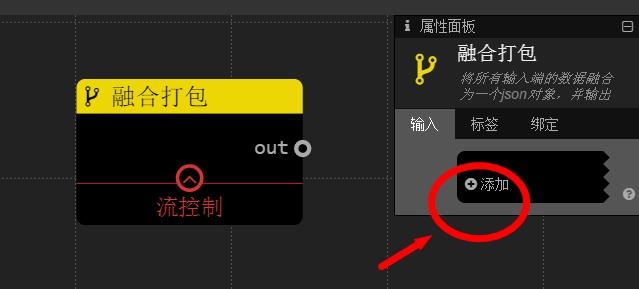 融合打包
out
流控制
属性面板
融合打包
将所有输入端的数据融合
为一个json对象，并输出
输入 标签 绑定
添加